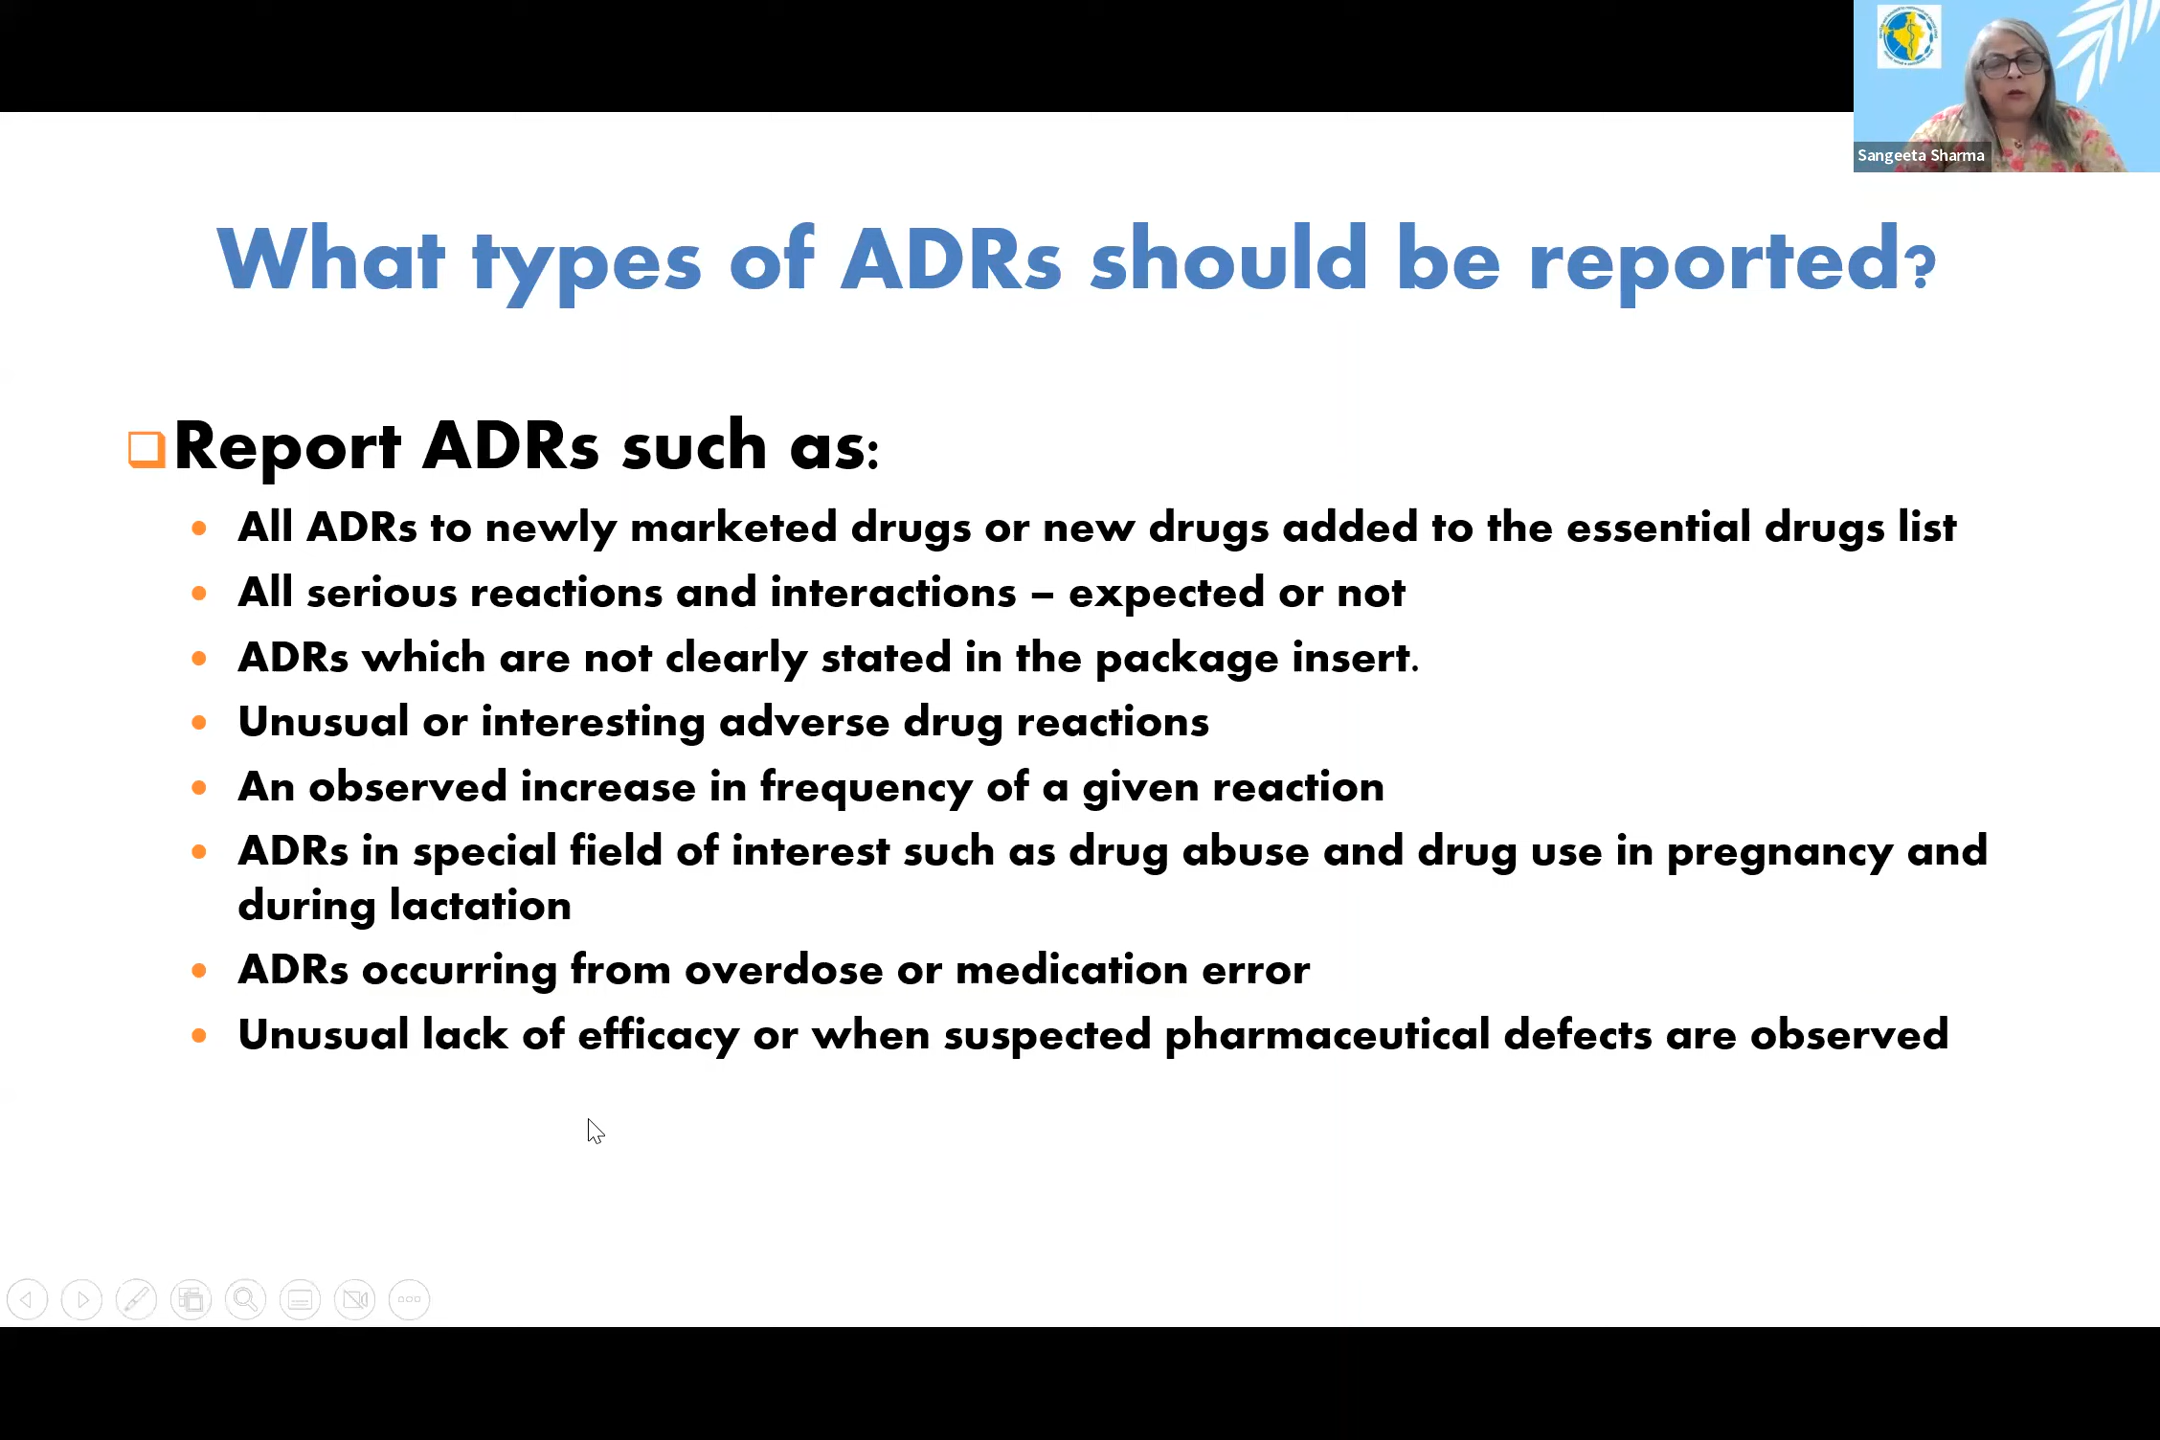 Sangeeta Sharma
What types of ADRs should be reported?
Report ADRs such as:
• All ADRs to newly marketed drugs or new drugs added to the essential drugs list
• All serious reactions and interactions – expected or not
• ADRs which are not clearly stated in the package insert.
• Unusual or interesting adverse drug reactions
• An observed increase in frequency of a given reaction
• ADRs in special field of interest such as drug abuse and drug use in pregnancy and
during lactation
• ADRs occurring from overdose or medication error
• Unusual lack of efficacy or when suspected pharmaceutical defects are observed